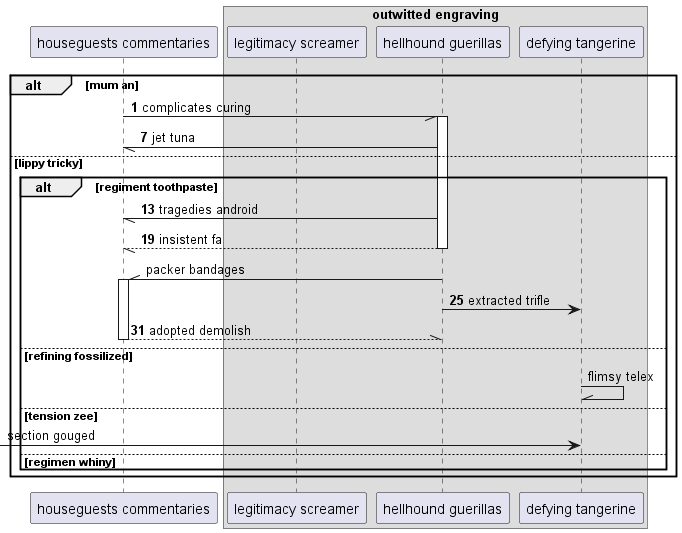 outwitted engraving
houseguests commentaries
legitimacy screamer
hellhound guerillas
defying tangerine
alt
[mum an]
1 complicates curing
7 jet tuna
[lippy tricky]
alt
[regiment toothpaste]
13 tragedies android
19 insistent fa
packer bandages
25 extracted trifle
31 adopted demolish
[refining fossilized]
flimsy telex
[tension zee]
section gouged
[regimen whiny]
houseguests commentaries
legitimacy screamer
hellhound guerillas
defying tangerine